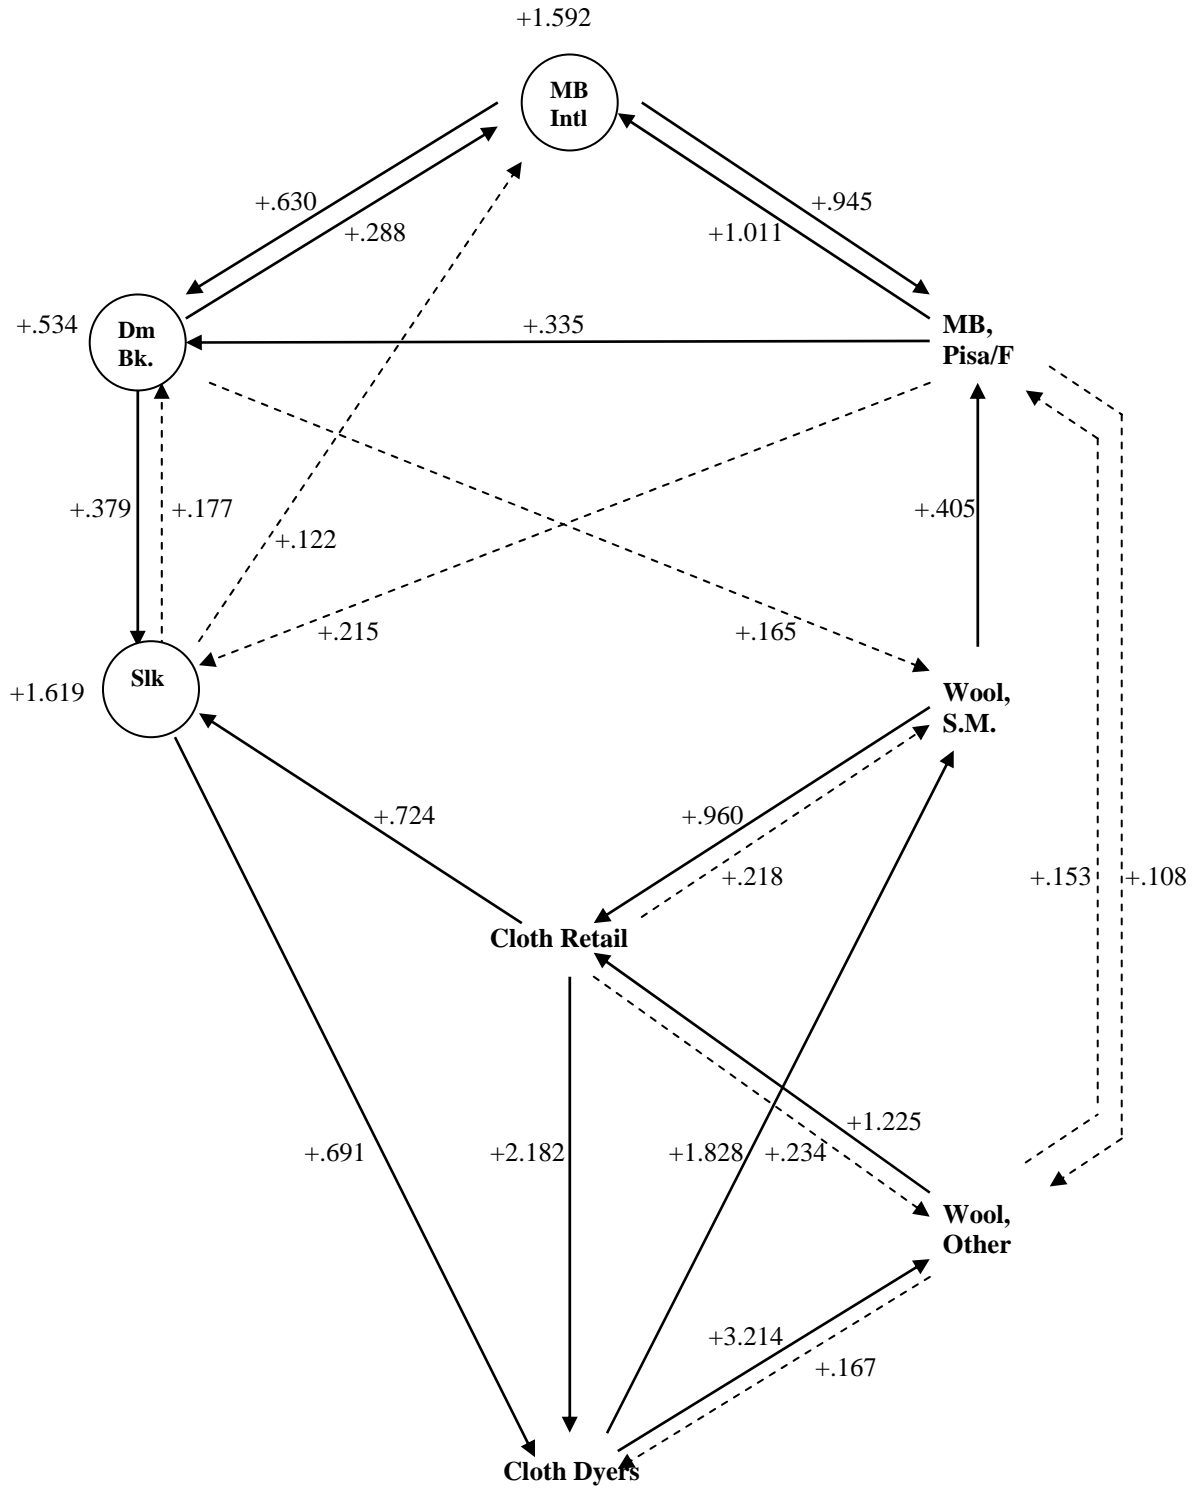 +1.592
MB
Intl
+.630
+.945
+.288
+1.011
+.534
Dm
Bk.
+.335
MB,
Pisa/F
+.379
+.177
+.122
+.405
+.215
+.165
+1.619
Slk
Wool,
S.M.
+.724
+.960
+.218
+.153
+.108
Cloth Retail
+1.225
+.691
+2.182
+1.828
+.234
Wool,
Other
+3.214
+.167
Cloth Dyers